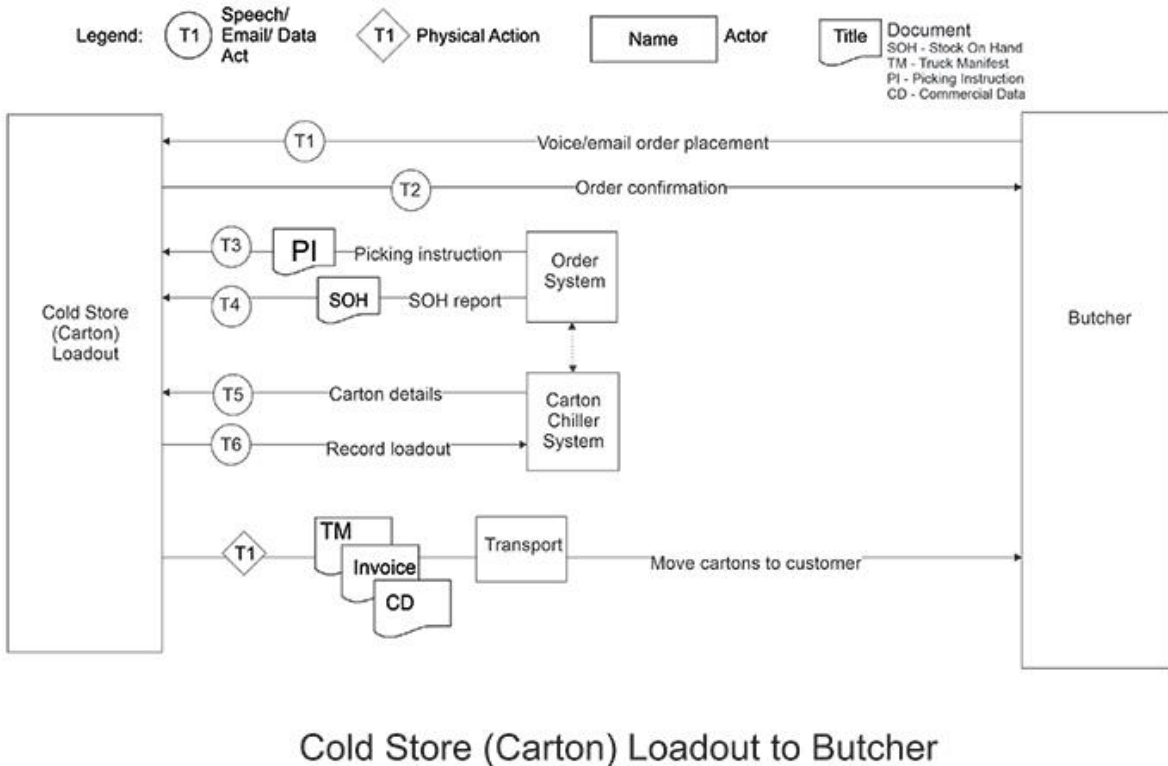 Legend:
T1
Speech/
Email/ Data
Act
T1
Physical Action
Name
Actor
Title
Document
SOH - Stock On Hand
TM - Truck Manifest
PI - Picking Instruction
CD - Commercial Data
T1
Voice/email order placement
T2
Order confirmation
T3
PI
Picking instruction
T4
SOH
SOH report
Order
System
Cold Store
(Carton)
Loadout
Butcher
T5
Carton details
T6
Record loadout
Carton
Chiller
System
T1
TM
Invoice
CD
Transport
Move cartons to customer
Cold Store (Carton) Loadout to Butcher